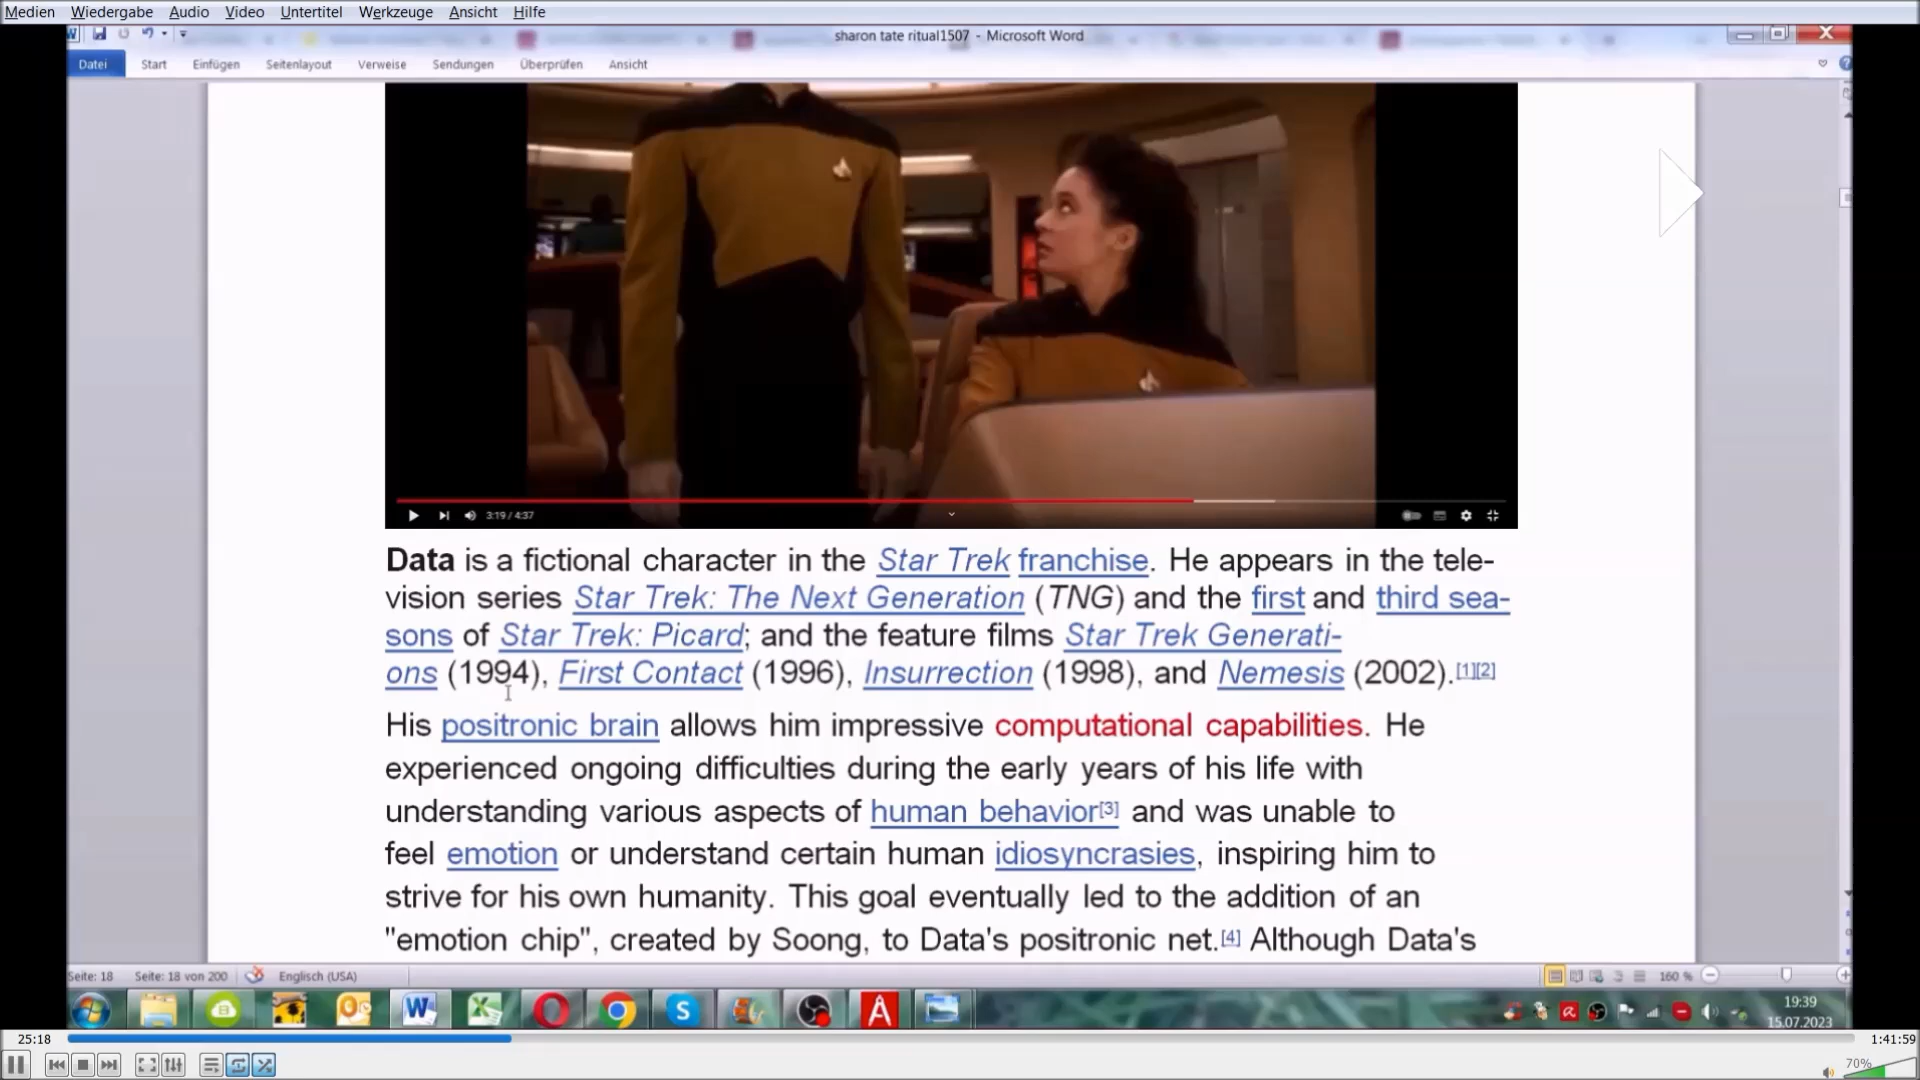 Medien Wiedergabe Audio Video Untertitel Werkzeuge Ansicht Hilfe
sharon tate ritual1507 - Microsoft Word
Datei Start Einfügen Seitenlayout Verweise Sendungen Überprüfen Ansicht
3:19 / 4:37
Data is a fictional character in the Star Trek franchise. He appears in the tele-
vision series Star Trek: The Next Generation (TNG) and the first and third sea-
sons of Star Trek: Picard; and the feature films Star Trek Generati-
ons (1994), First Contact (1996), Insurrection (1998), and Nemesis (2002).[1][2]
His positronic brain allows him impressive computational capabilities. He
experienced ongoing difficulties during the early years of his life with
understanding various aspects of human behavior[3] and was unable to
feel emotion or understand certain human idiosyncrasies, inspiring him to
strive for his own humanity. This goal eventually led to the addition of an
"emotion chip", created by Soong, to Data's positronic net.[4] Although Data's
Seite: 18 Seite: 18 von 200 Englisch (USA) 160 %
19:39
15.07.2023
25:18 1:41:59
70%